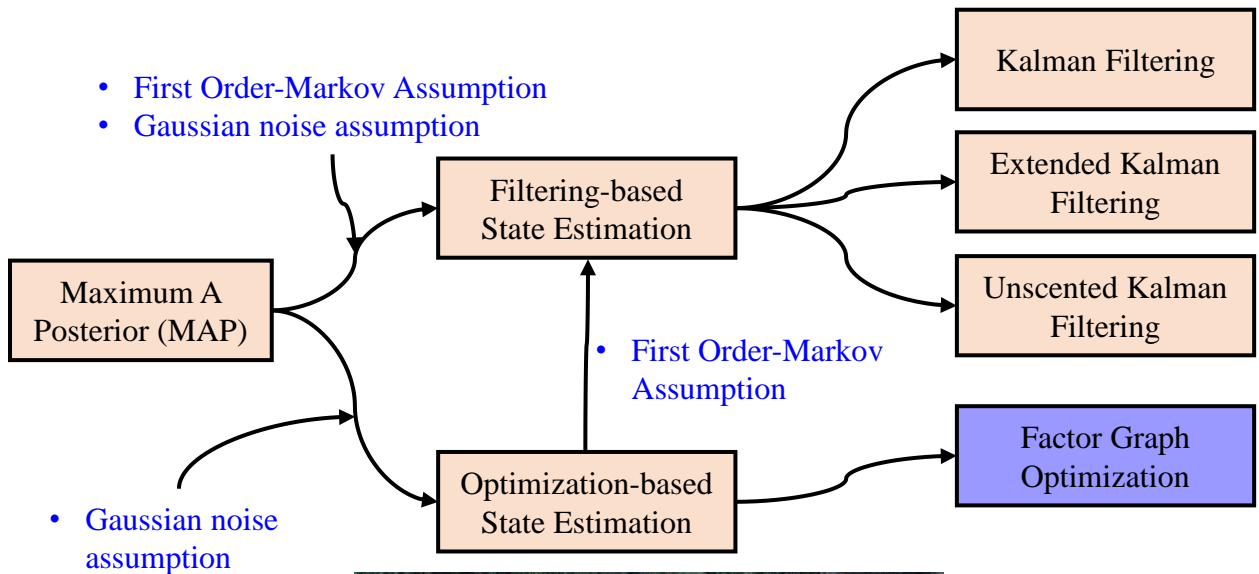 • First Order-Markov Assumption
• Gaussian noise assumption
Kalman Filtering
Extended Kalman
Filtering
Unscented Kalman
Filtering
Filtering-based
State Estimation
Maximum A
Posterior (MAP)
• First Order-Markov
Assumption
Factor Graph
Optimization
Optimization-based
State Estimation
• Gaussian noise
assumption